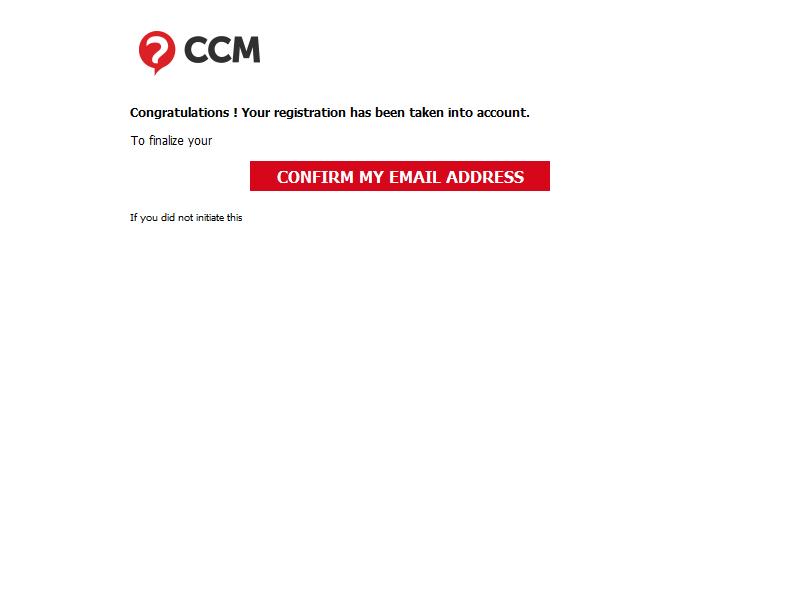 CCM
Congratulations ! Your registration has been taken into account.
To finalize your
CONFIRM MY EMAIL ADDRESS
If you did not initiate this